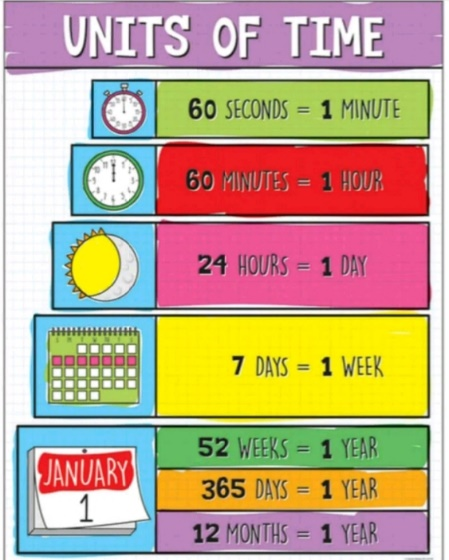 UNITS OF TIME
60 SECONDS = 1 MINUTE
60 MINUTES = 1 HOUR
24 HOURS = 1 DAY
7 DAYS = 1 WEEK
52 WEEKS = 1 YEAR
365 DAYS = 1 YEAR
12 MONTHS = 1 YEAR
JANUARY
1